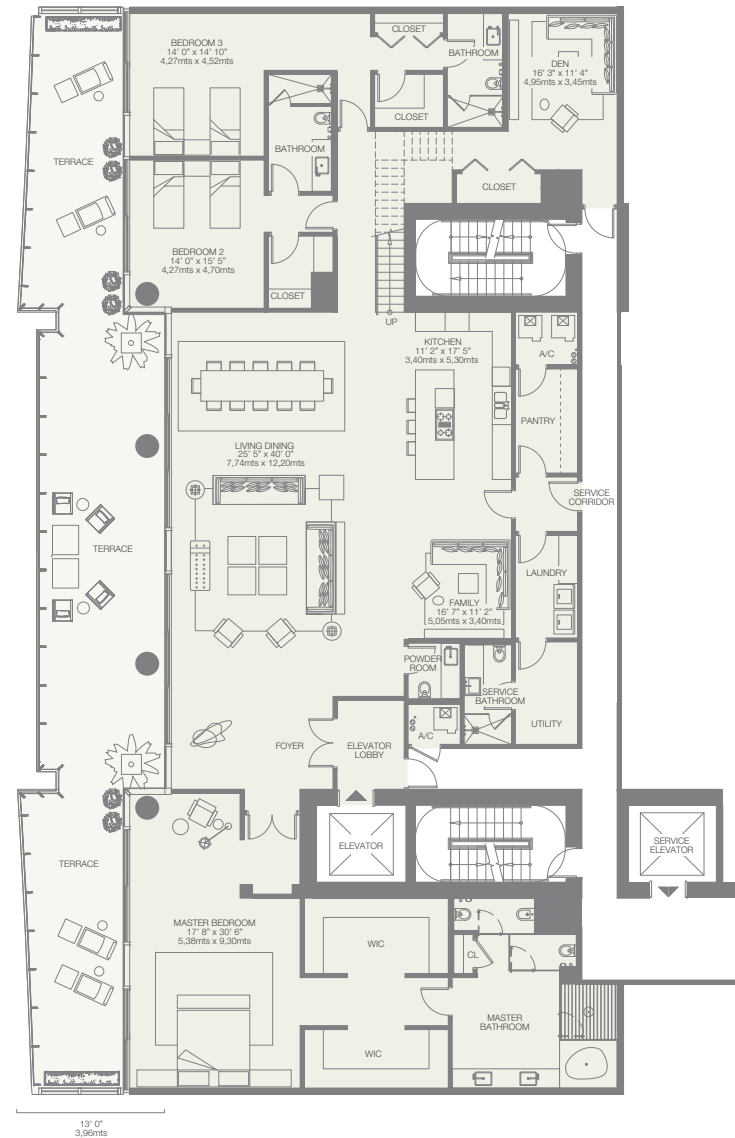 CLOSET
BEDROOM 3
14' 0" x 14' 10"
4,27mts x 4,52mts
BATHROOM
DEN
16' 3" x 11' 4"
4,95mts x 3,45mts
CLOSET
BATHROOM
TERRACE
CLOSET
BEDROOM 2
14' 0" x 15' 5"
4,27mts x 4,70mts
CLOSET
UP
KITCHEN
11' 2" x 17' 5"
3,40mts x 5,30mts
A/C
PANTRY
LIVING DINING
25' 5" x 40' 0"
7,74mts x 12,20mts
SERVICE
CORRIDOR
TERRACE
LAUNDRY
FAMILY
16' 7" x 11' 2"
5,05mts x 3,40mts
POWDER
ROOM
SERVICE
BATHROOM
UTILITY
A/C
FOYER
ELEVATOR
LOBBY
ELEVATOR
SERVICE
ELEVATOR
TERRACE
MASTER BEDROOM
17' 8" x 30' 6"
5,38mts x 9,30mts
WIC
CL
MASTER
BATHROOM
WIC
13' 0"
3,96mts